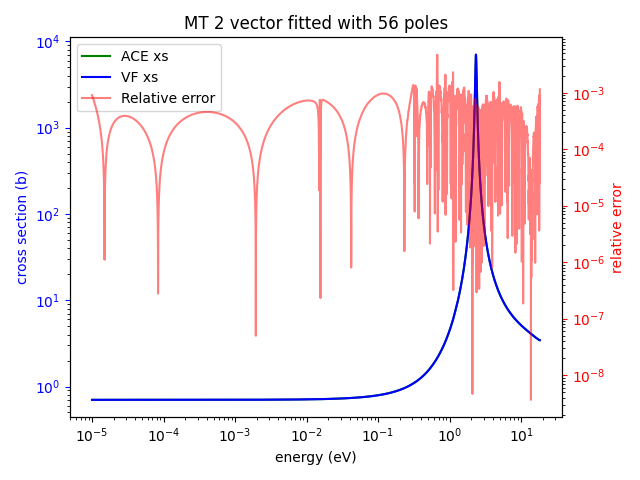 MT 2 vector fitted with 56 poles
ACE xs
VF xs
Relative error
cross section (b)
10⁴
10³
10²
10¹
10⁰
relative error
10⁻³
10⁻⁴
10⁻⁵
10⁻⁶
10⁻⁷
10⁻⁸
10⁻⁵
10⁻⁴
10⁻³
10⁻²
10⁻¹
10⁰
10¹
energy (eV)